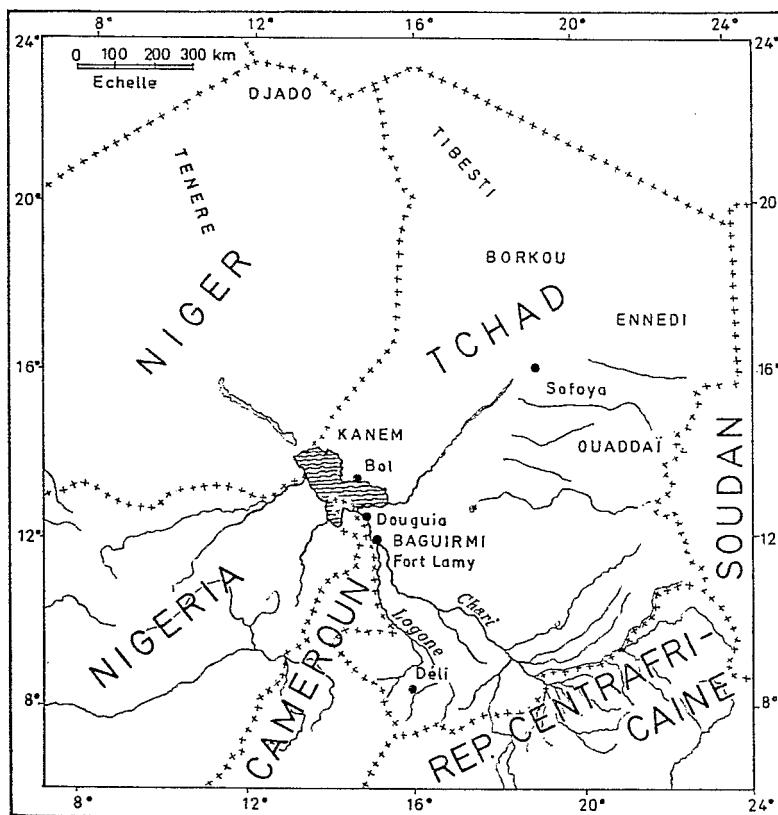 8° 12° 16° 20° 24°
24° 24°
0 100 200 300 km
Echelle
DJADO
TIBESTI
TENERE
20° 20°
BORKOU
NIGER
TCHAD
ENNEDI
16° 16°
Safoya
KANEM
OUADDAÏ
Bol
SOUDAN
Douguia
12° 12°
BAGUIRMI
Fort Lamy
NIGERIA
CAMEROUN
Logone
Chari
Déli
8° 8°
REP. CENTRAFRI-
CAINE
8° 12° 16° 20° 24°